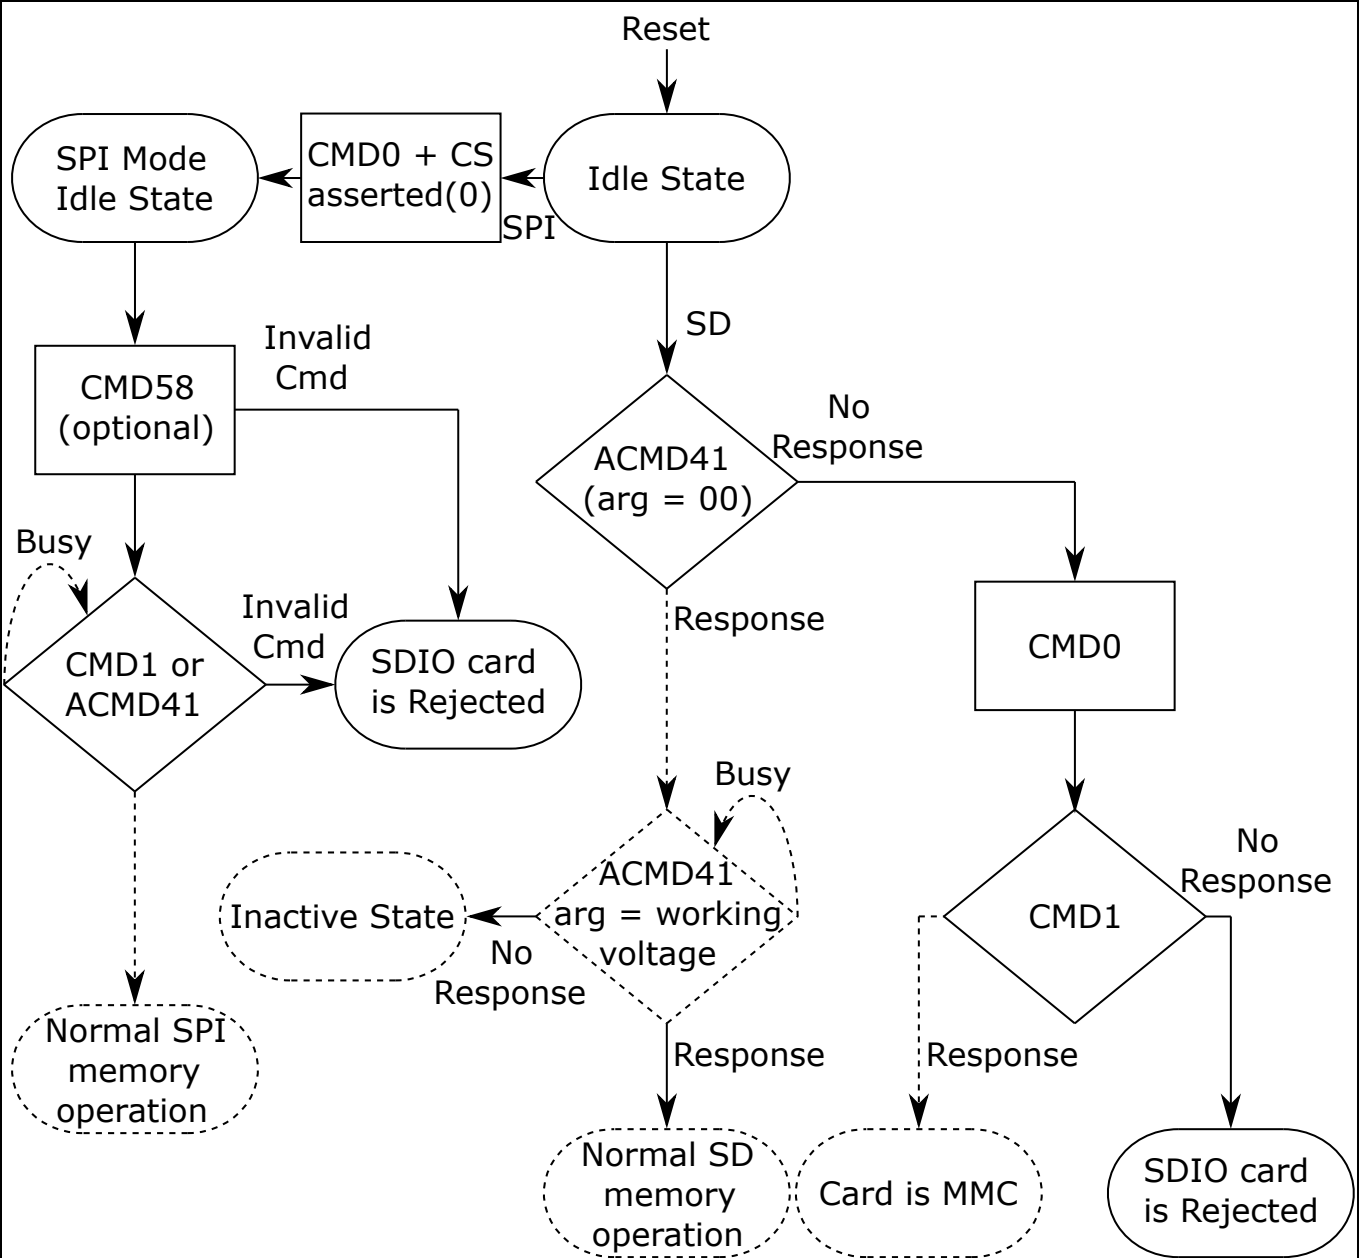 Reset
SPI Mode
Idle State
CMD0 + CS
asserted(0)
SPI
Idle State
SD
Invalid
Cmd
CMD58
(optional)
No
Response
ACMD41
(arg = 00)
Busy
Invalid
Cmd
Response
CMD1 or
ACMD41
SDIO card
is Rejected
CMD0
Busy
No
Response
ACMD41
arg = working
voltage
Inactive State
No
Response
CMD1
Normal SPI
memory
operation
Response
Response
Normal SD
memory
operation
Card is MMC
SDIO card
is Rejected